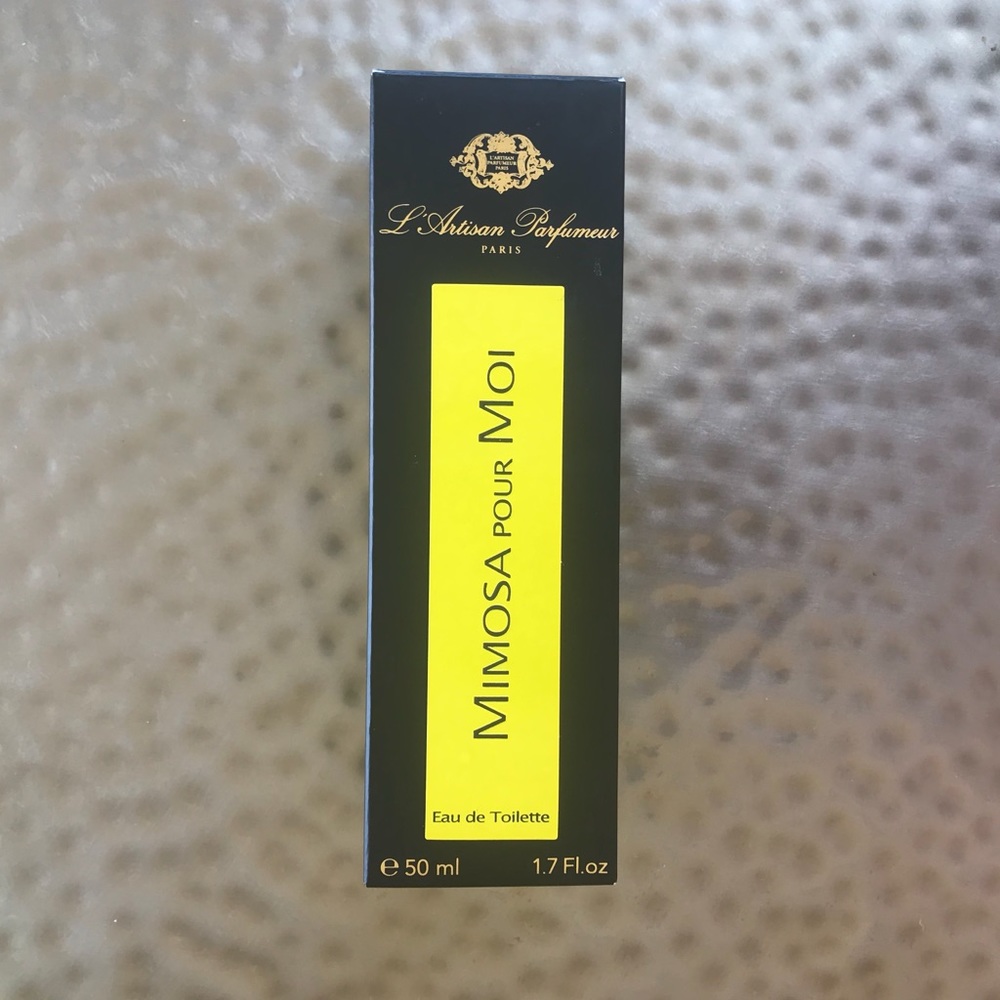 L'ARTISAN
PARFUMEUR
PARIS
L'Artisan Parfumeur
PARIS
MIMOSA POUR MOI
Eau de Toilette
℮ 50 ml 1.7 Fl.oz